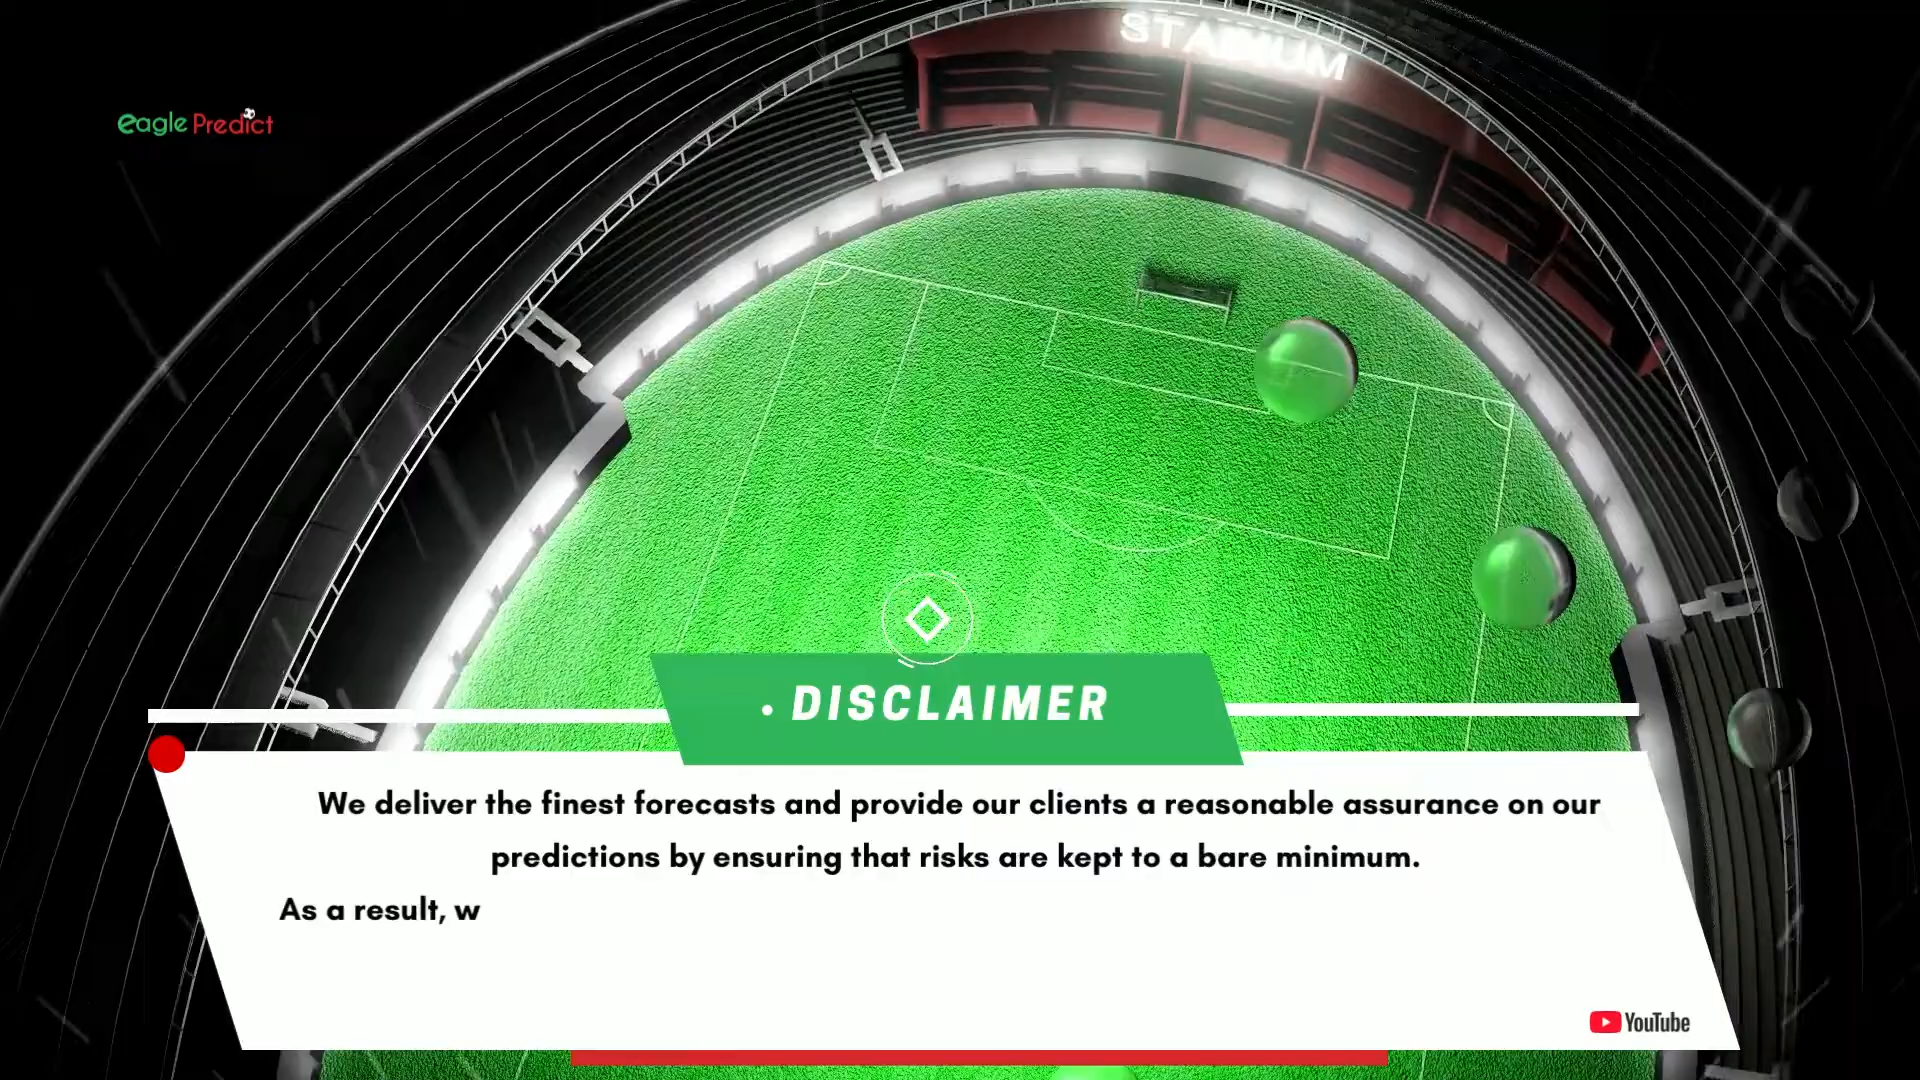 STADIUM
eagle Predict
• DISCLAIMER
We deliver the finest forecasts and provide our clients a reasonable assurance on our
predictions by ensuring that risks are kept to a bare minimum.
As a result, w
YouTube